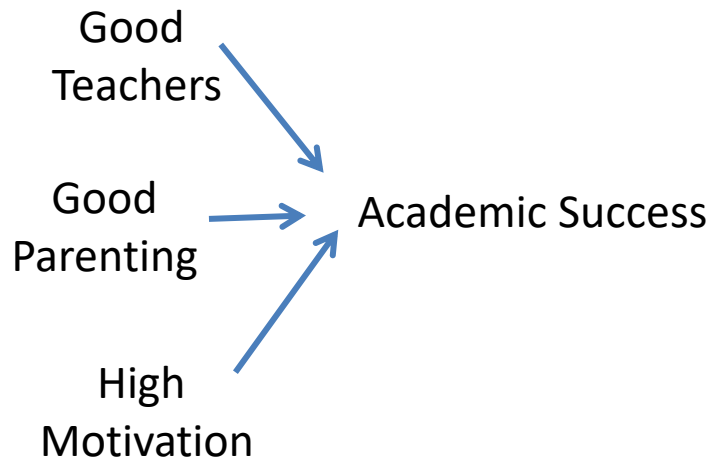 Good
Teachers
Good
Parenting
Academic Success
High
Motivation